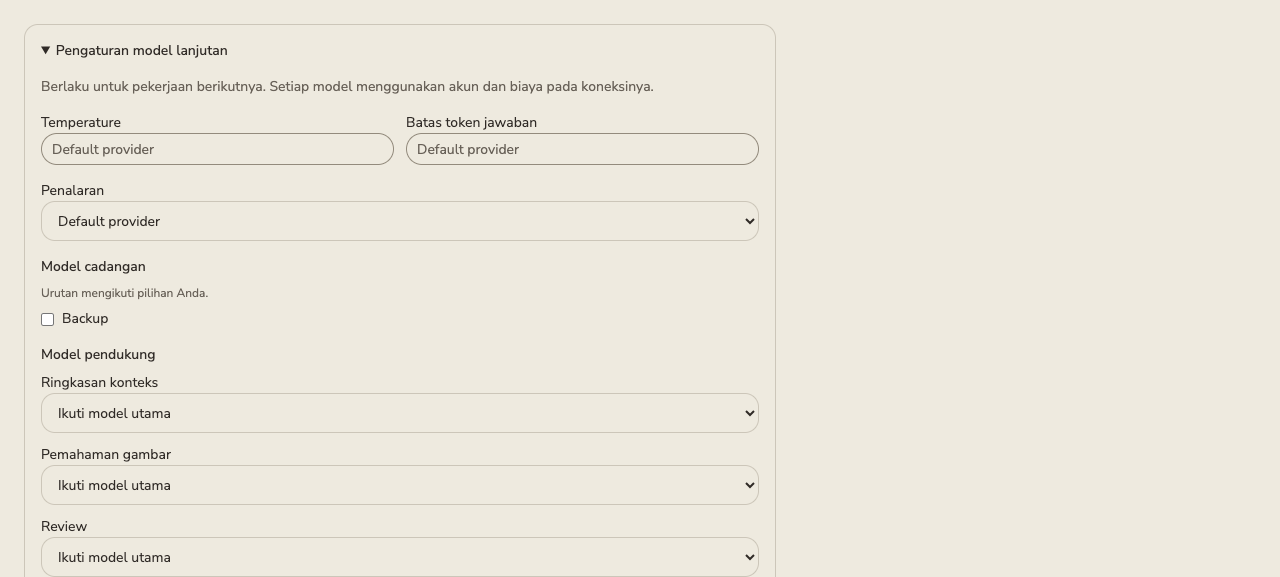 Pengaturan model lanjutan
Berlaku untuk pekerjaan berikutnya. Setiap model menggunakan akun dan biaya pada koneksinya.
Temperature
Default provider
Batas token jawaban
Default provider
Penalaran
Default provider
Model cadangan
Urutan mengikuti pilihan Anda.
Backup
Model pendukung
Ringkasan konteks
Ikuti model utama
Pemahaman gambar
Ikuti model utama
Review
Ikuti model utama